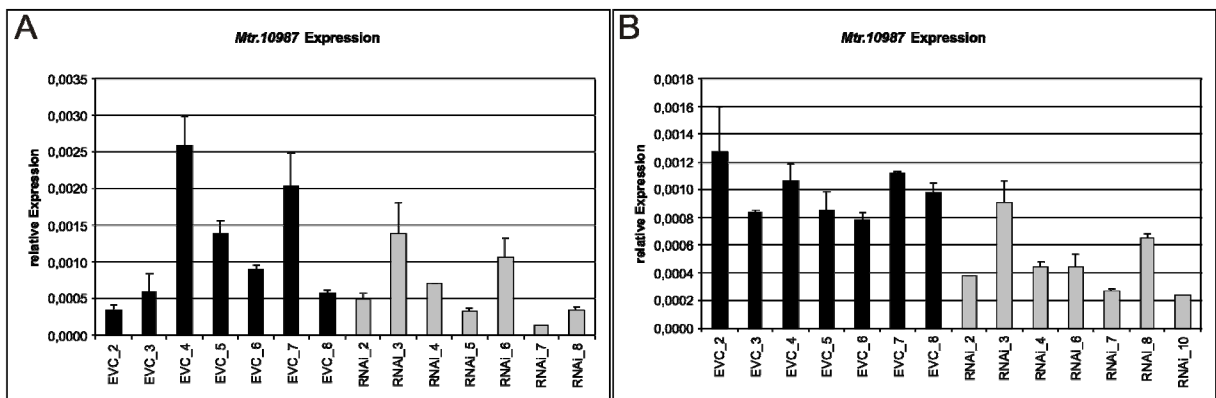 A
Mtr.10987 Expression
relative Expression
0,0035
0,0030
0,0025
0,0020
0,0015
0,0010
0,0005
0,0000
EVC_2
EVC_3
EVC_4
EVC_5
EVC_6
EVC_7
EVC_8
RNAi_2
RNAi_3
RNAi_4
RNAi_5
RNAi_6
RNAi_7
RNAi_8
B
Mtr.10987 Expression
relative Expression
0,0018
0,0016
0,0014
0,0012
0,0010
0,0008
0,0006
0,0004
0,0002
0,0000
EVC_2
EVC_3
EVC_4
EVC_5
EVC_6
EVC_7
EVC_8
RNAi_2
RNAi_3
RNAi_4
RNAi_6
RNAi_7
RNAi_8
RNAi_10